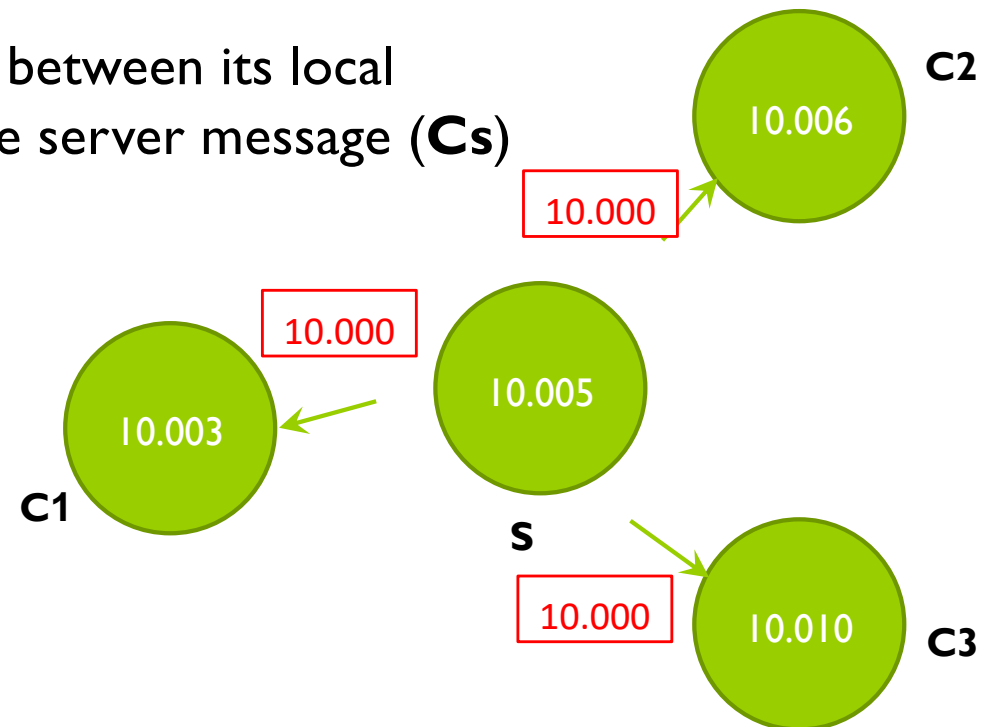 between its local
e server message (Cs)
C2
10.006
10.000
10.000
10.005
10.003
C1
S
10.000
10.010
C3